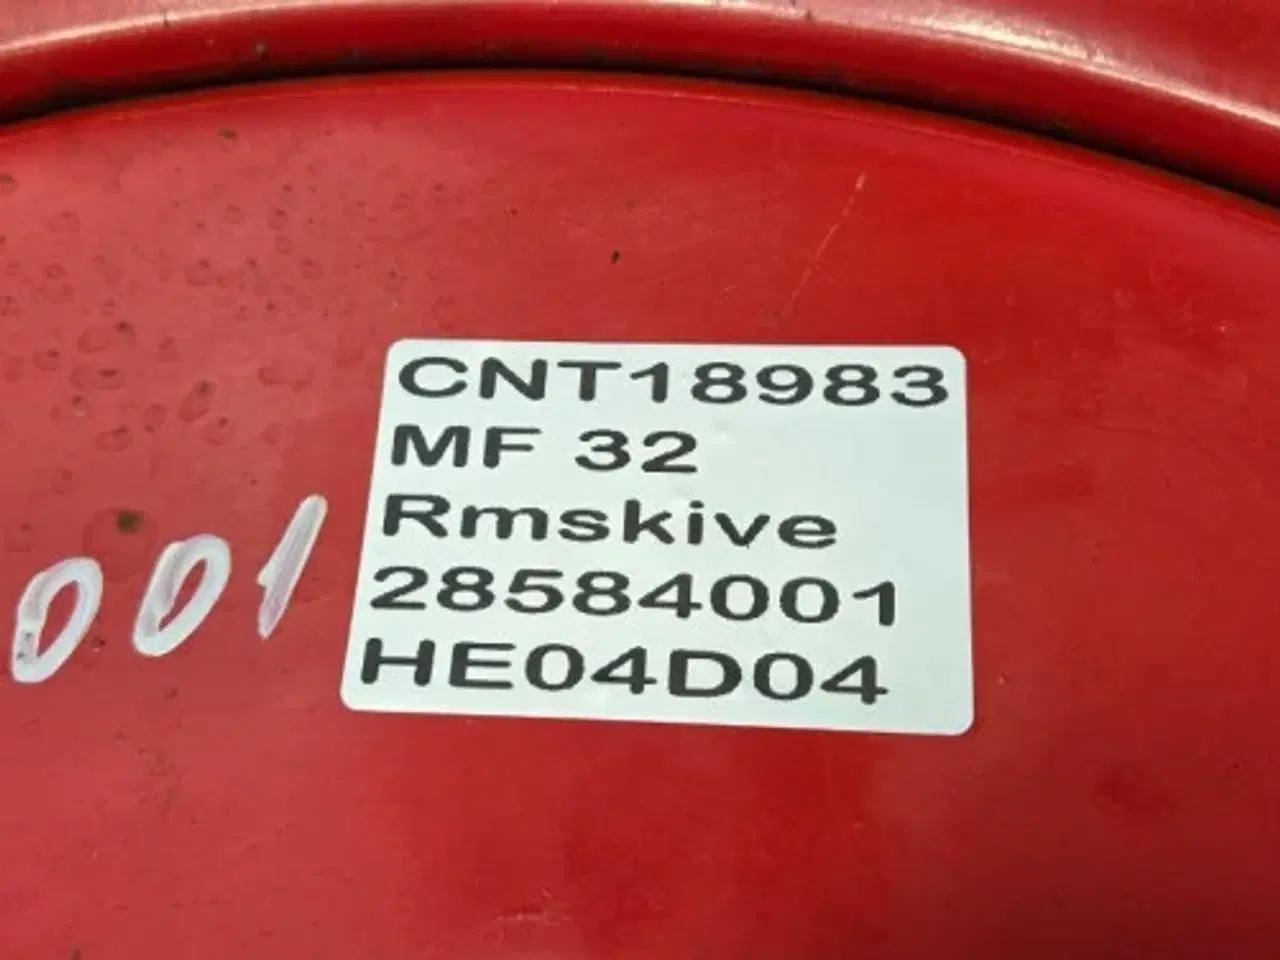 CNT18983
MF 32
Rmskive
28584001
HE04D04
001